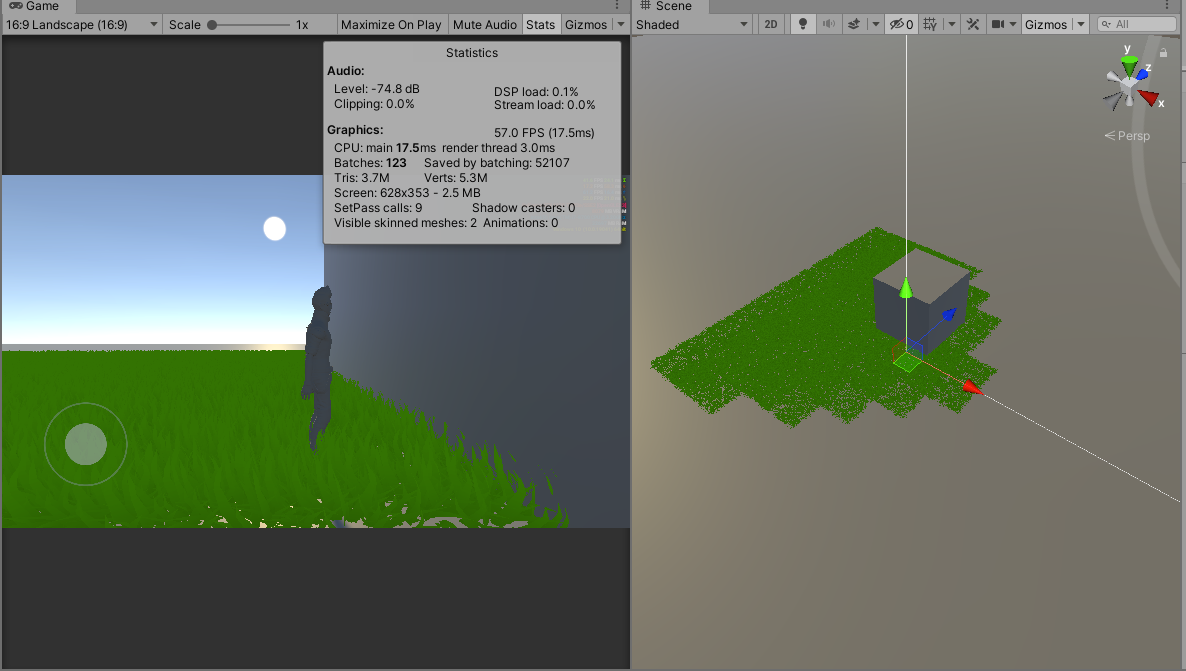 Game
16:9 Landscape (16:9) Scale 1x Maximize On Play Mute Audio Stats Gizmos
Statistics
Audio:
Level: -74.8 dB DSP load: 0.1%
Clipping: 0.0% Stream load: 0.0%
Graphics: 57.0 FPS (17.5ms)
CPU: main 17.5ms render thread 3.0ms
Batches: 123 Saved by batching: 52107
Tris: 3.7M Verts: 5.3M
Screen: 628x353 - 2.5 MB
SetPass calls: 9 Shadow casters: 0
Visible skinned meshes: 2 Animations: 0
Scene
Shaded 2D 0 Gizmos All
y
z
x
Persp